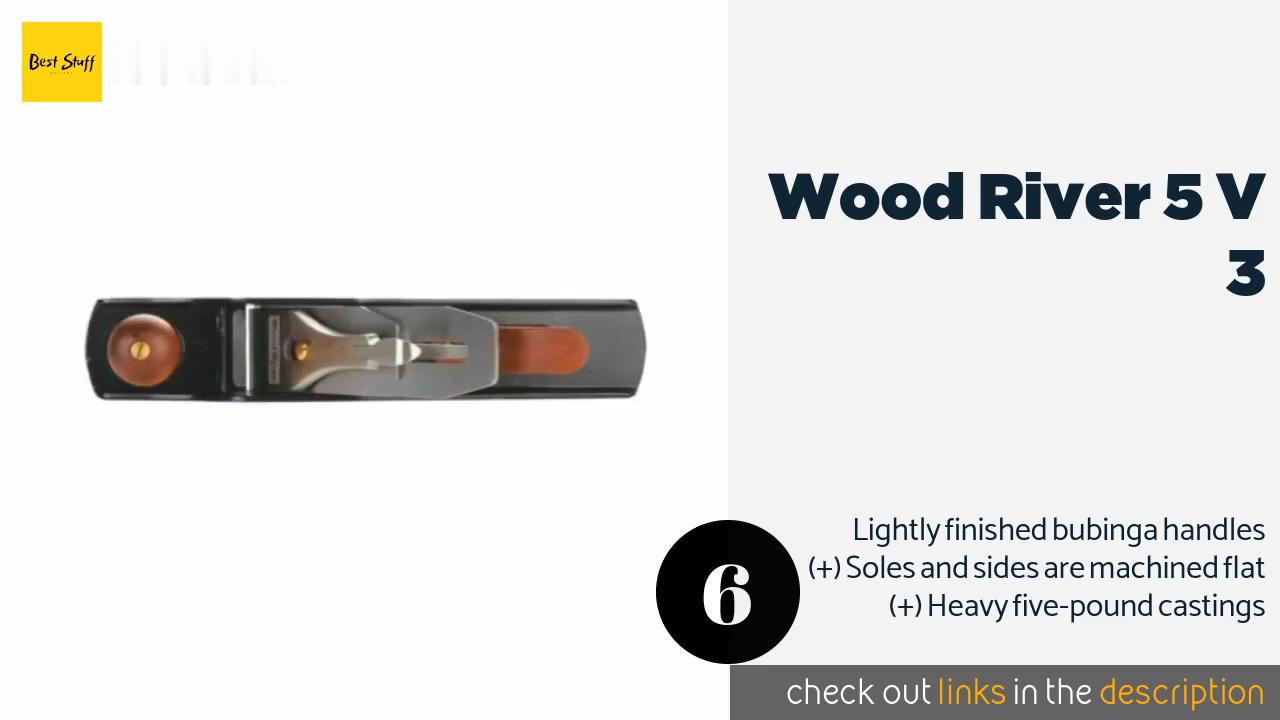 Best Stuff
Wood River 5 V
3
Lightly finished bubinga handles
(+) Soles and sides are machined flat
(+) Heavy five-pound castings
6
check out links in the description